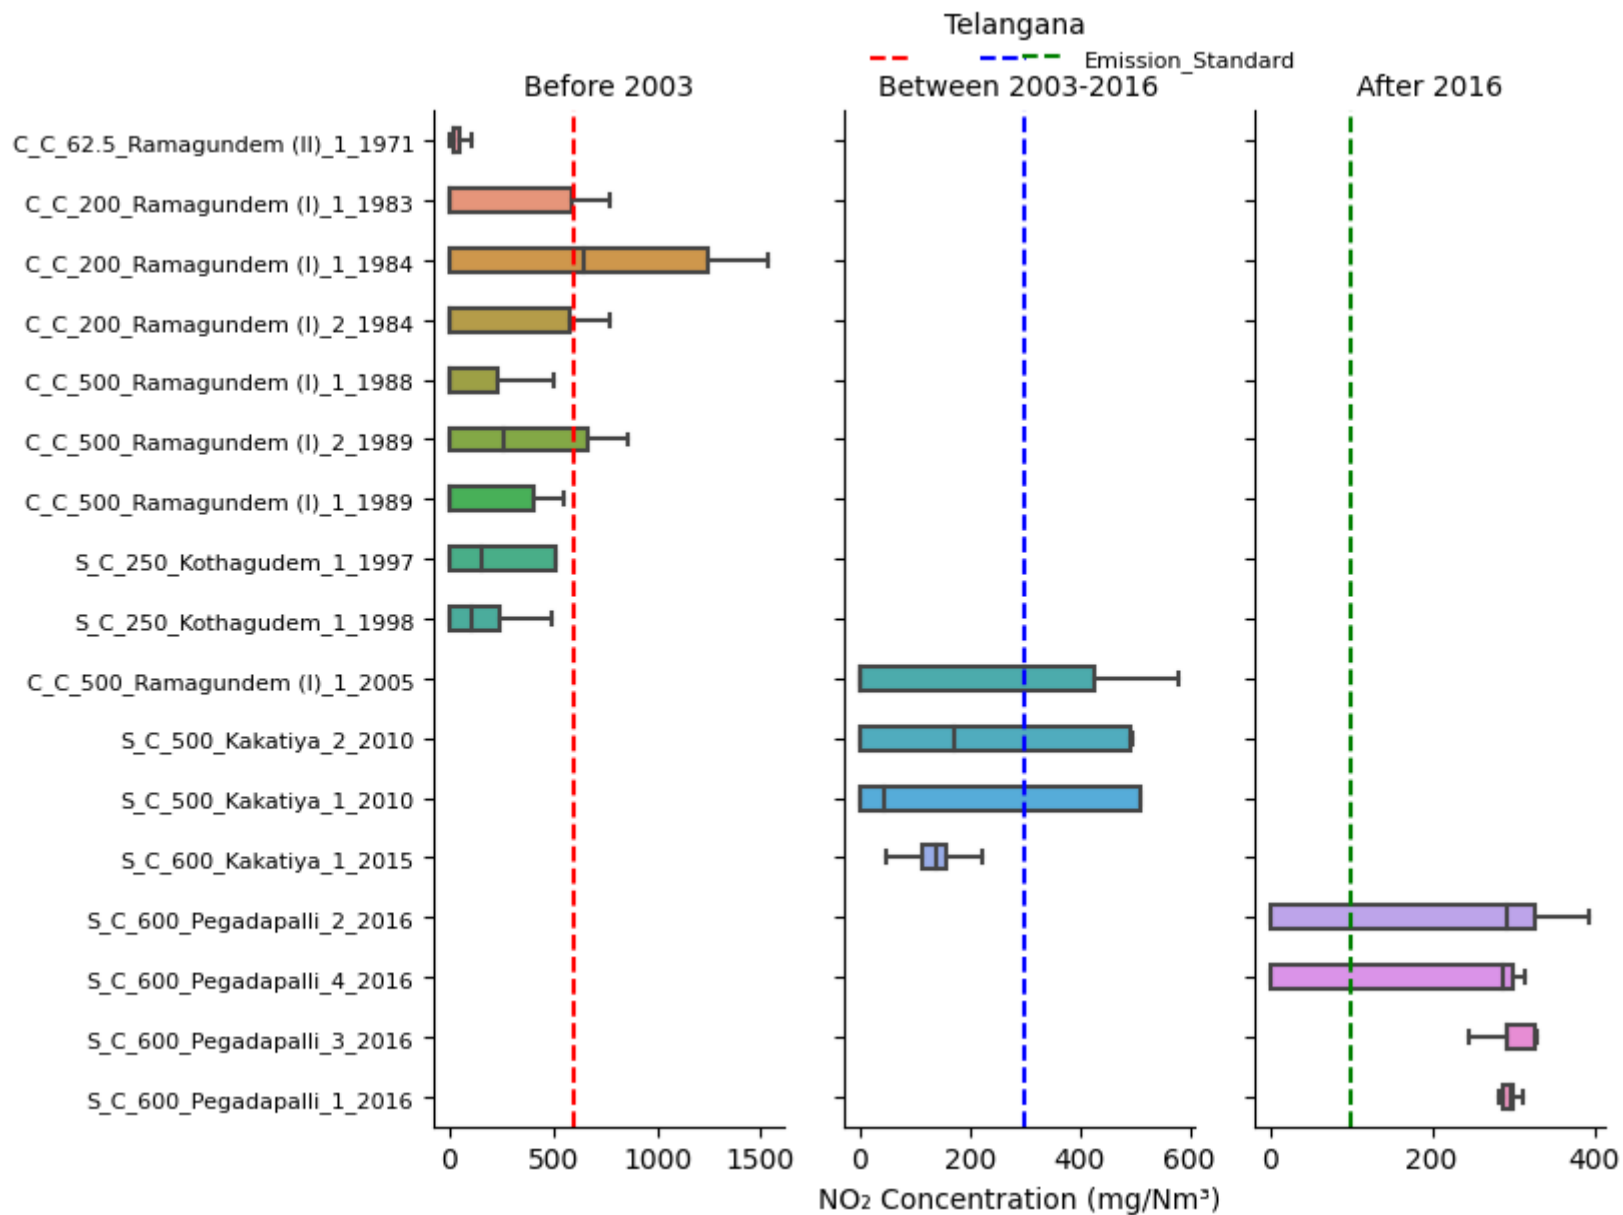 Telangana
Emission_Standard
Before 2003
Between 2003-2016
After 2016
C_C_62.5_Ramagundem (II)_1_1971
C_C_200_Ramagundem (I)_1_1983
C_C_200_Ramagundem (I)_1_1984
C_C_200_Ramagundem (I)_2_1984
C_C_500_Ramagundem (I)_1_1988
C_C_500_Ramagundem (I)_2_1989
C_C_500_Ramagundem (I)_1_1989
S_C_250_Kothagudem_1_1997
S_C_250_Kothagudem_1_1998
C_C_500_Ramagundem (I)_1_2005
S_C_500_Kakatiya_2_2010
S_C_500_Kakatiya_1_2010
S_C_600_Kakatiya_1_2015
S_C_600_Pegadapalli_2_2016
S_C_600_Pegadapalli_4_2016
S_C_600_Pegadapalli_3_2016
S_C_600_Pegadapalli_1_2016
0 500 1000 1500
0 200 400 600
0 200 400
NO₂ Concentration (mg/Nm³)